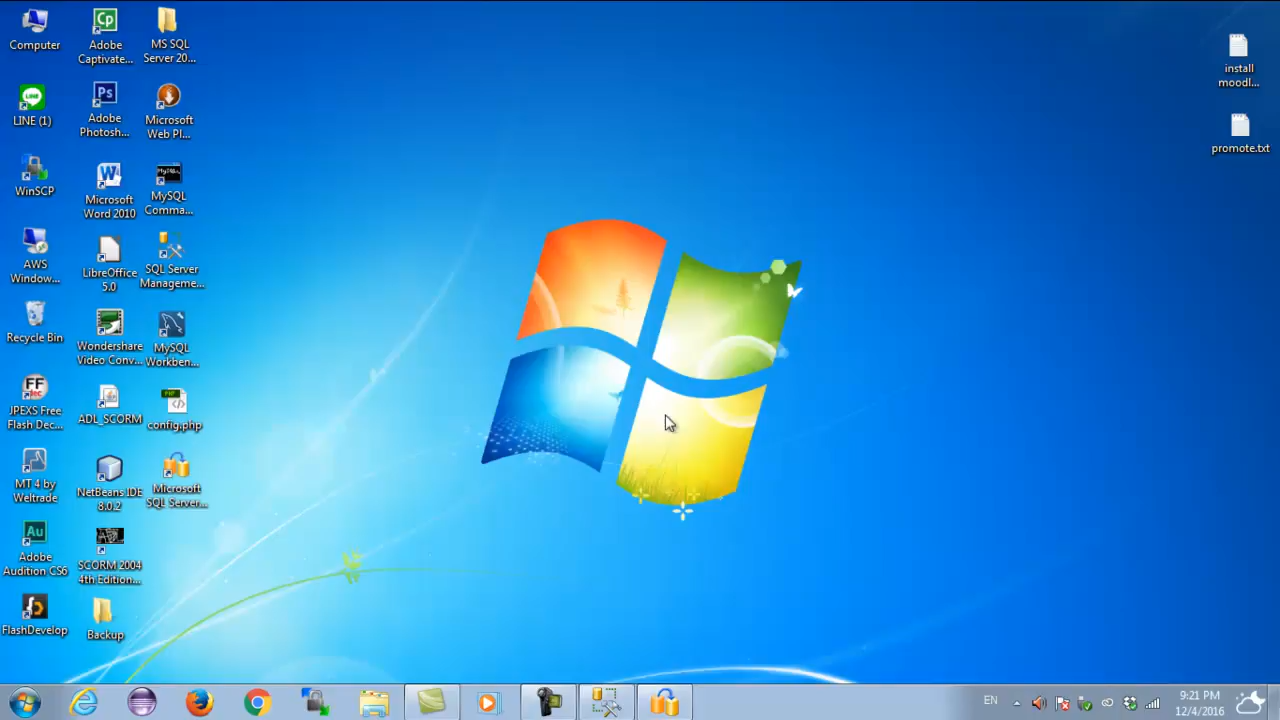 Computer
Adobe
Captivate...
MS SQL
Server 20...
install
moodl...
LINE
LINE (1)
Ps
Adobe
Photosh...
Microsoft
Web Pl...
promote.txt
WinSCP
W
Microsoft
Word 2010
MySQL
Comma...
AWS
Window...
LibreOffice
5.0
SQL Server
Manageme...
Recycle Bin
Wondershare
Video Conv...
MySQL
Workben...
FF
dec
JPEXS Free
Flash Dec...
ADL_SCORM
PHP
config.php
MT 4 by
Weltrade
NetBeans IDE
8.0.2
Microsoft
SQL Server...
Au
Adobe
Audition CS6
SCORM 2004
4th Edition...
FlashDevelop
Backup
EN
9:21 PM
12/4/2016